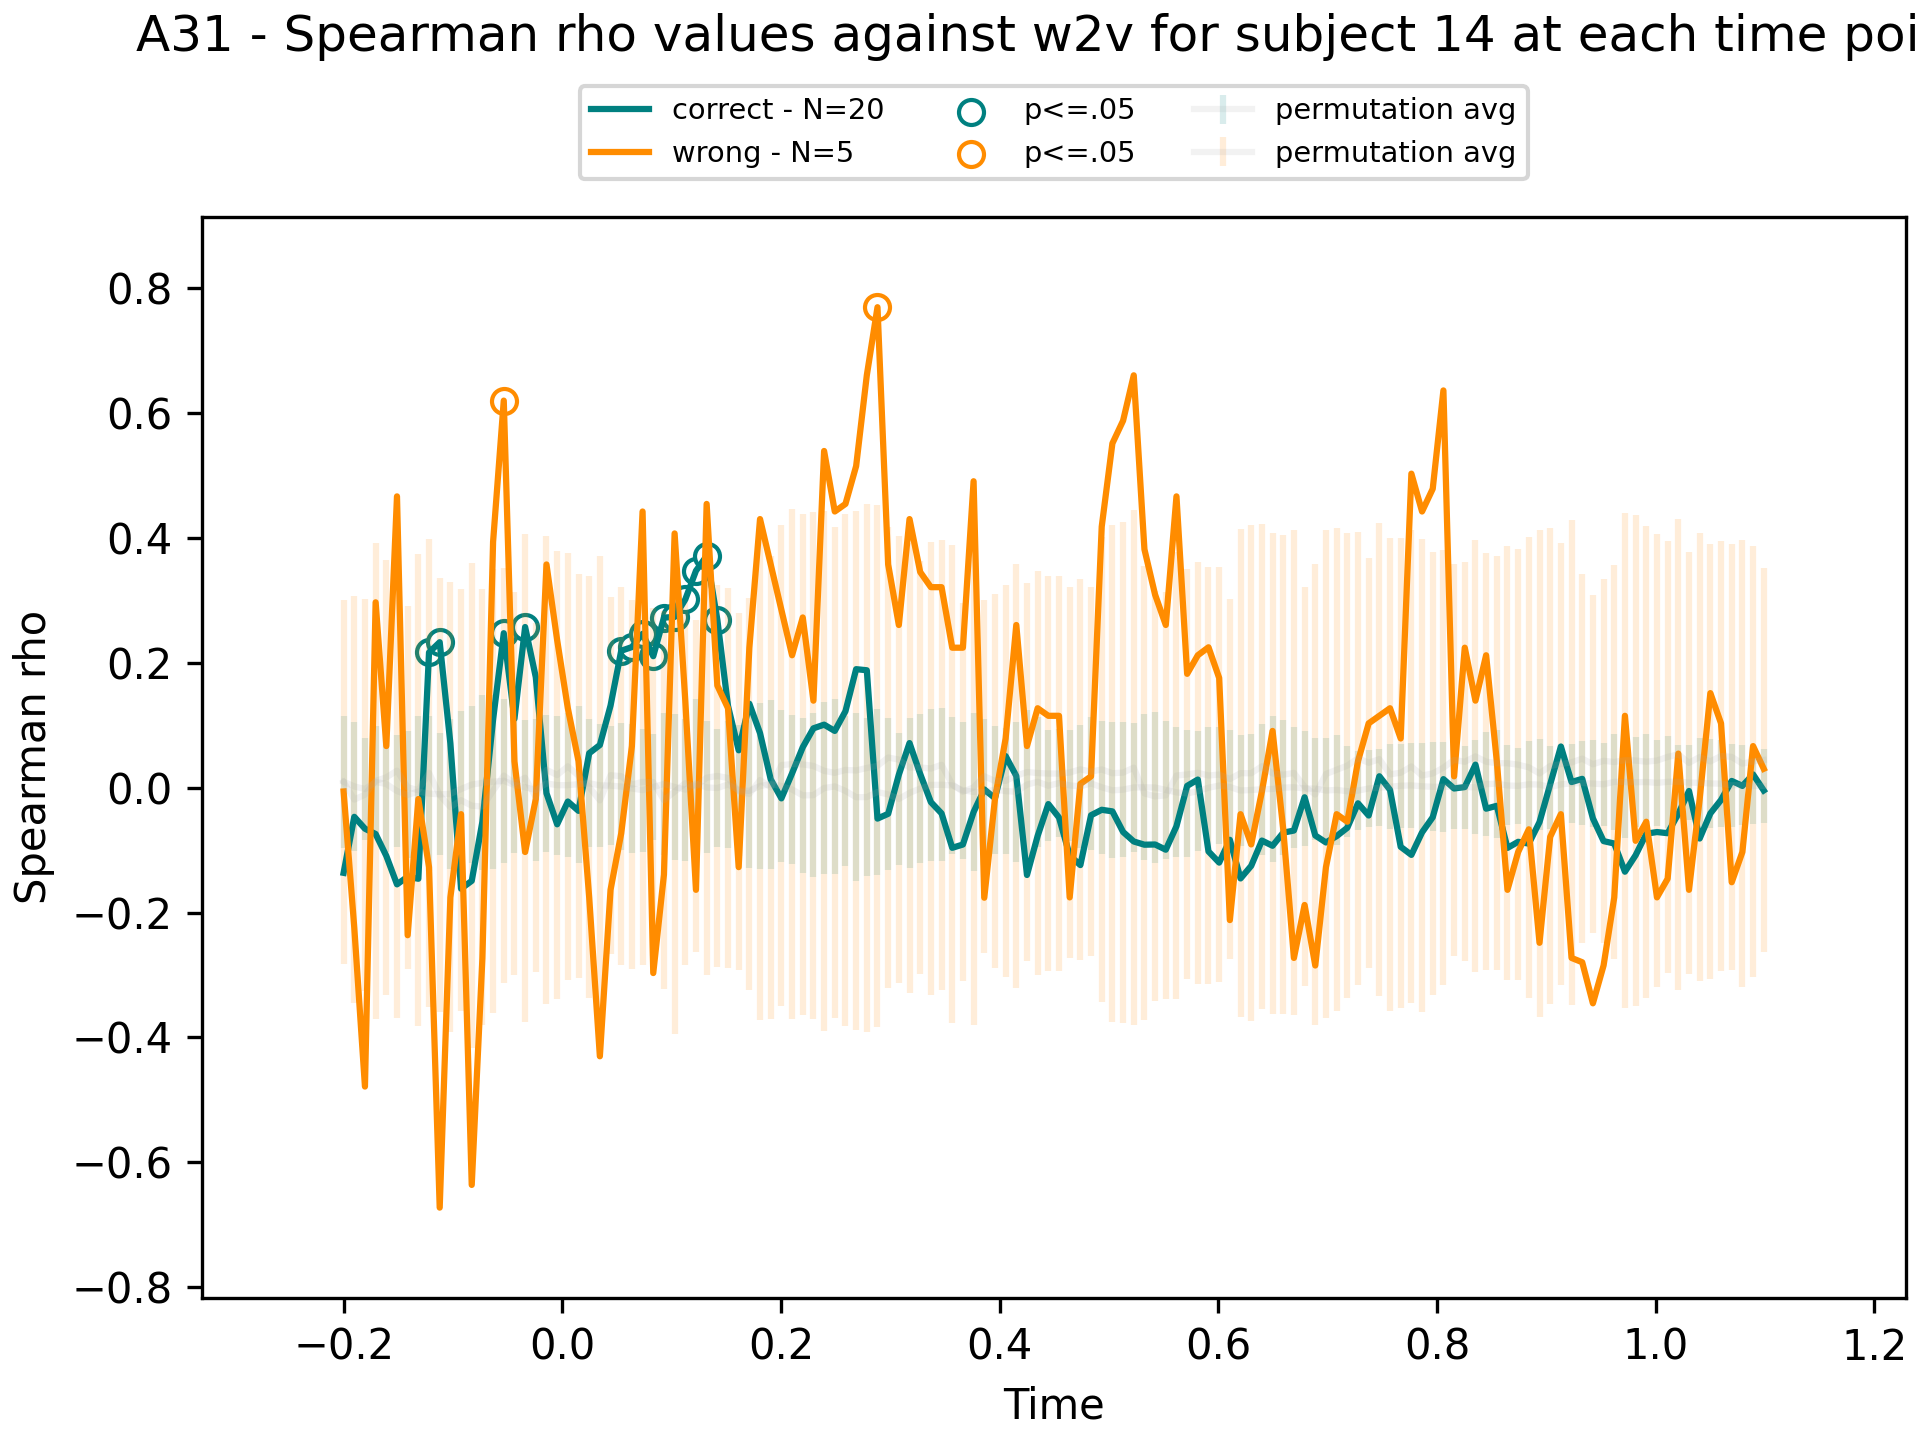 A31 - Spearman rho values against w2v for subject 14 at each time poi
correct - N=20 p<=.05 permutation avg
wrong - N=5 p<=.05 permutation avg
Spearman rho
0.8
0.6
0.4
0.2
0.0
−0.2
−0.4
−0.6
−0.8
−0.2 0.0 0.2 0.4 0.6 0.8 1.0 1.2
Time